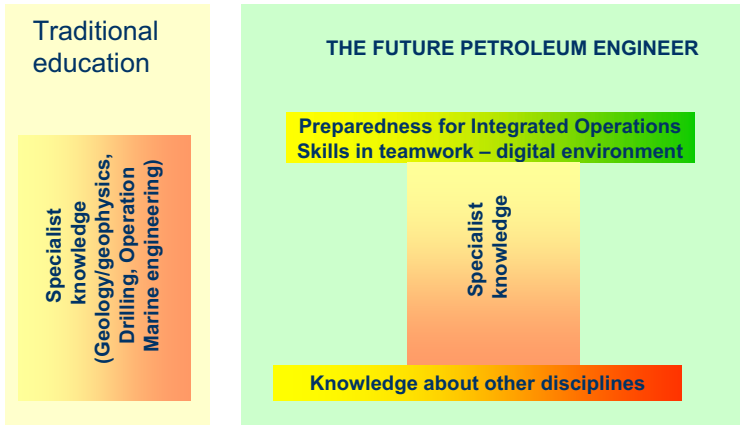 Traditional
education
Specialist
knowledge
(Geology/geophysics,
Drilling, Operation
Marine engineering)
THE FUTURE PETROLEUM ENGINEER
Preparedness for Integrated Operations
Skills in teamwork – digital environment
Specialist
knowledge
Knowledge about other disciplines